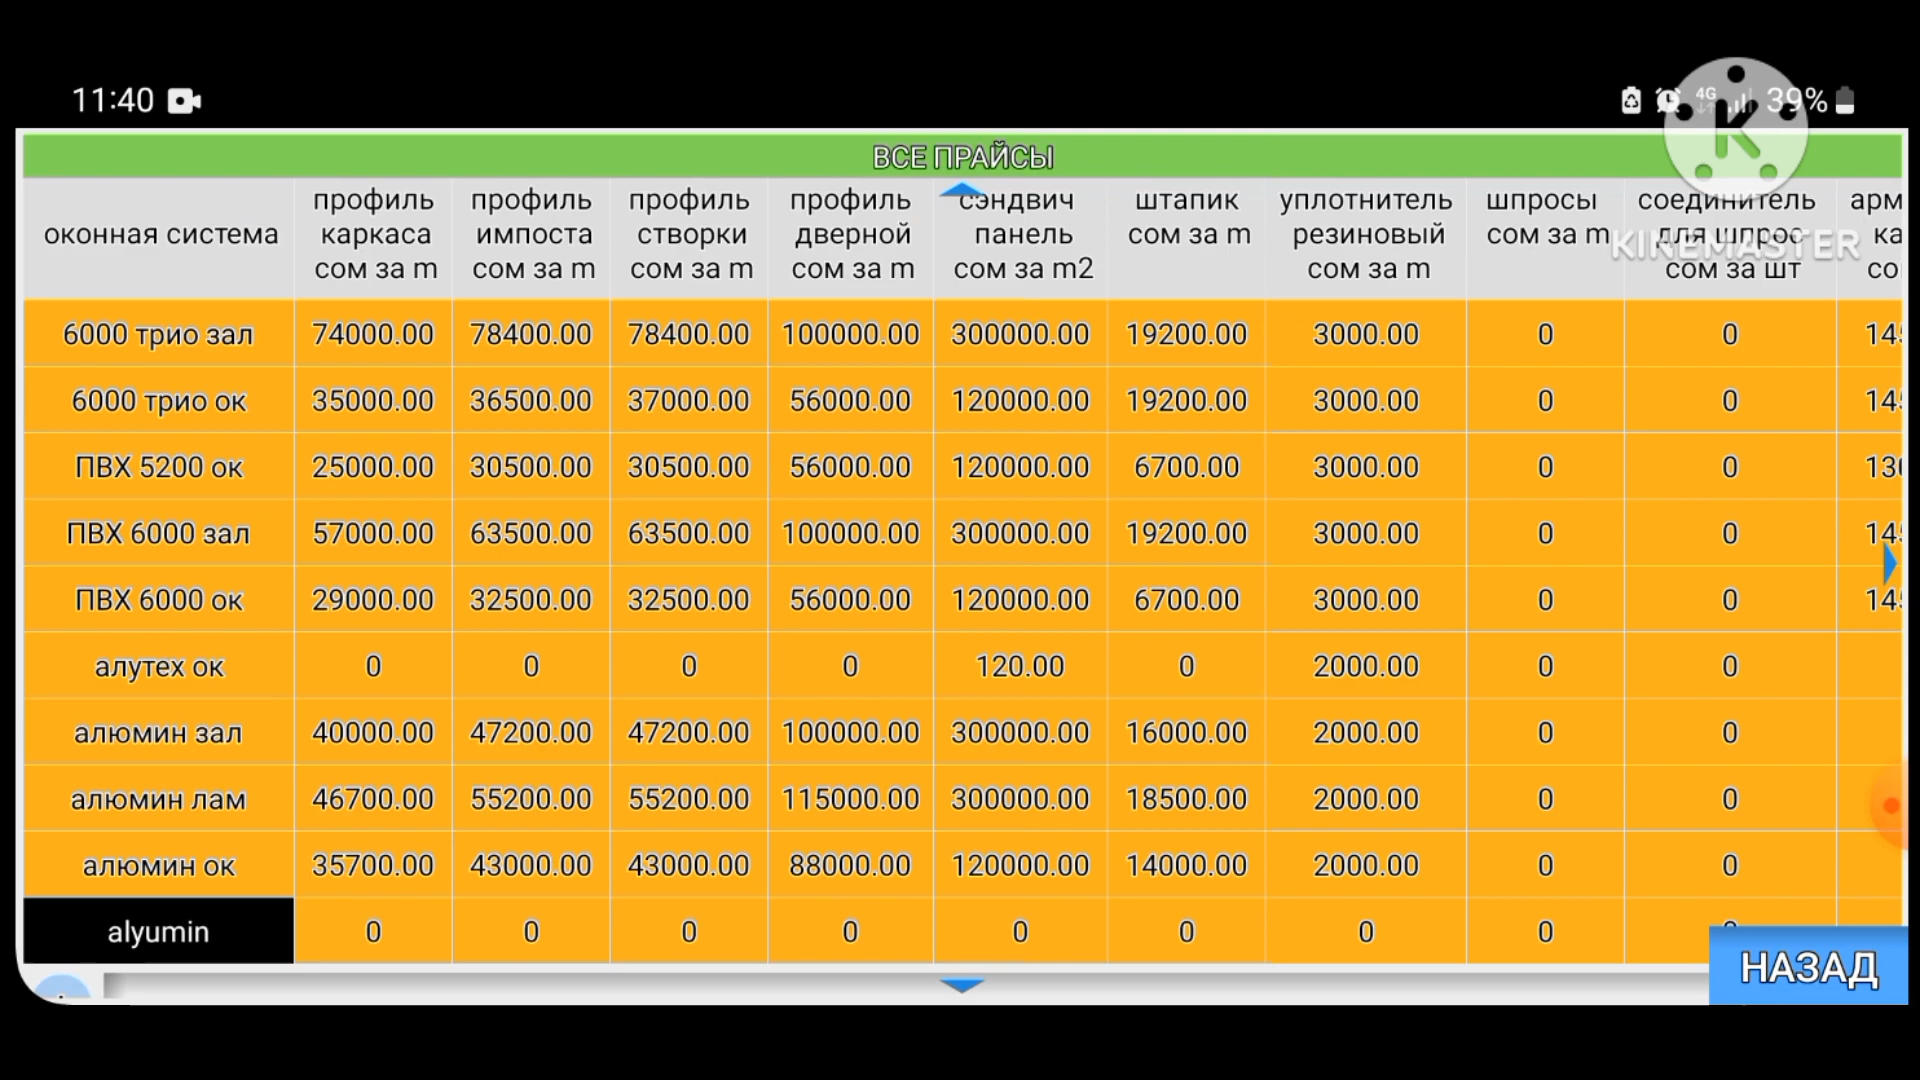 11:40
4G 39%
ВСЕ ПРАЙСЫ
KINEMASTER
оконная система
профиль
каркаса
сом за m
профиль
импоста
сом за m
профиль
створки
сом за m
профиль
дверной
сом за m
сэндвич
панель
сом за m2
штапик
сом за m
уплотнитель
резиновый
сом за m
шпросы
сом за m
соединитель
для шпрос
сом за шт
6000 трио зал 74000.00 78400.00 78400.00 100000.00 300000.00 19200.00 3000.00 0 0
6000 трио ок 35000.00 36500.00 37000.00 56000.00 120000.00 19200.00 3000.00 0 0
ПВХ 5200 ок 25000.00 30500.00 30500.00 56000.00 120000.00 6700.00 3000.00 0 0
ПВХ 6000 зал 57000.00 63500.00 63500.00 100000.00 300000.00 19200.00 3000.00 0 0
ПВХ 6000 ок 29000.00 32500.00 32500.00 56000.00 120000.00 6700.00 3000.00 0 0
алутех ок 0 0 0 0 120.00 0 2000.00 0 0
алюмин зал 40000.00 47200.00 47200.00 100000.00 300000.00 16000.00 2000.00 0 0
алюмин лам 46700.00 55200.00 55200.00 115000.00 300000.00 18500.00 2000.00 0 0
алюмин ок 35700.00 43000.00 43000.00 88000.00 120000.00 14000.00 2000.00 0 0
alyumin 0 0 0 0 0 0 0 0 0
НАЗАД